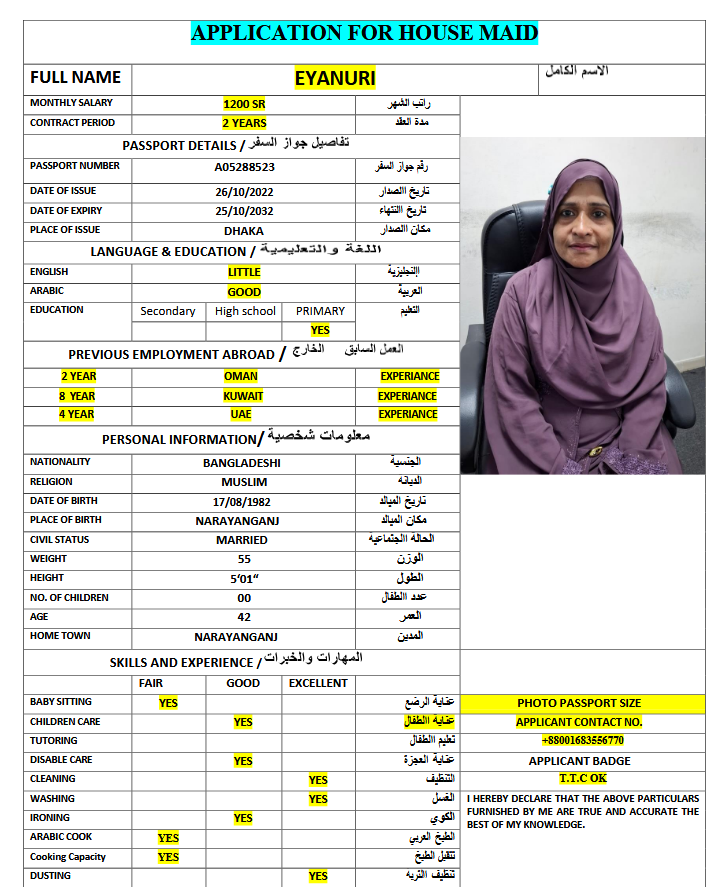 APPLICATION FOR HOUSE MAID
FULL NAME EYANURI الاسم الكامل
MONTHLY SALARY 1200 SR راتب الشهر
CONTRACT PERIOD 2 YEARS مدة العقد
PASSPORT DETAILS / تفاصيل جواز السفر
PASSPORT NUMBER A05288523 رقم جواز السفر
DATE OF ISSUE 26/10/2022 تاريخ االصدار
DATE OF EXPIRY 25/10/2032 تاريخ االنتهاء
PLACE OF ISSUE DHAKA مكان االصدار
LANGUAGE & EDUCATION / اللغة والتعليمية
ENGLISH LITTLE اإلنجليزية
ARABIC GOOD العربية
EDUCATION Secondary High school PRIMARY التعليم
YES
PREVIOUS EMPLOYMENT ABROAD / العمل السابق الخارج
2 YEAR OMAN EXPERIANCE
8 YEAR KUWAIT EXPERIANCE
4 YEAR UAE EXPERIANCE
PERSONAL INFORMATION/ معلومات شخصية
NATIONALITY BANGLADESHI الجنسية
RELIGION MUSLIM الديانه
DATE OF BIRTH 17/08/1982 تاريخ الميالد
PLACE OF BIRTH NARAYANGANJ مكان الميالد
CIVIL STATUS MARRIED الحالة االجتماعية
WEIGHT 55 الوزن
HEIGHT 5’01“ الطول
NO. OF CHILDREN 00 عدد االطفال
AGE 42 العمر
HOME TOWN NARAYANGANJ المدين
SKILLS AND EXPERIENCE / المهارات والخبرات
FAIR GOOD EXCELLENT
BABY SITTING YES عناية الرضع PHOTO PASSPORT SIZE
CHILDREN CARE YES عناية االطفال APPLICANT CONTACT NO.
TUTORING تعليم االطفال +88001683556770
DISABLE CARE YES عناية العجزة APPLICANT BADGE
CLEANING YES التنظيف T.T.C OK
WASHING YES الغسل I HEREBY DECLARE THAT THE ABOVE PARTICULARS
IRONING YES الكوي FURNISHED BY ME ARE TRUE AND ACCURATE THE
BEST OF MY KNOWLEDGE.
ARABIC COOK YES الطبخ العربي
Cooking Capacity YES تتقبل الطبخ
DUSTING YES تنظيف التربه